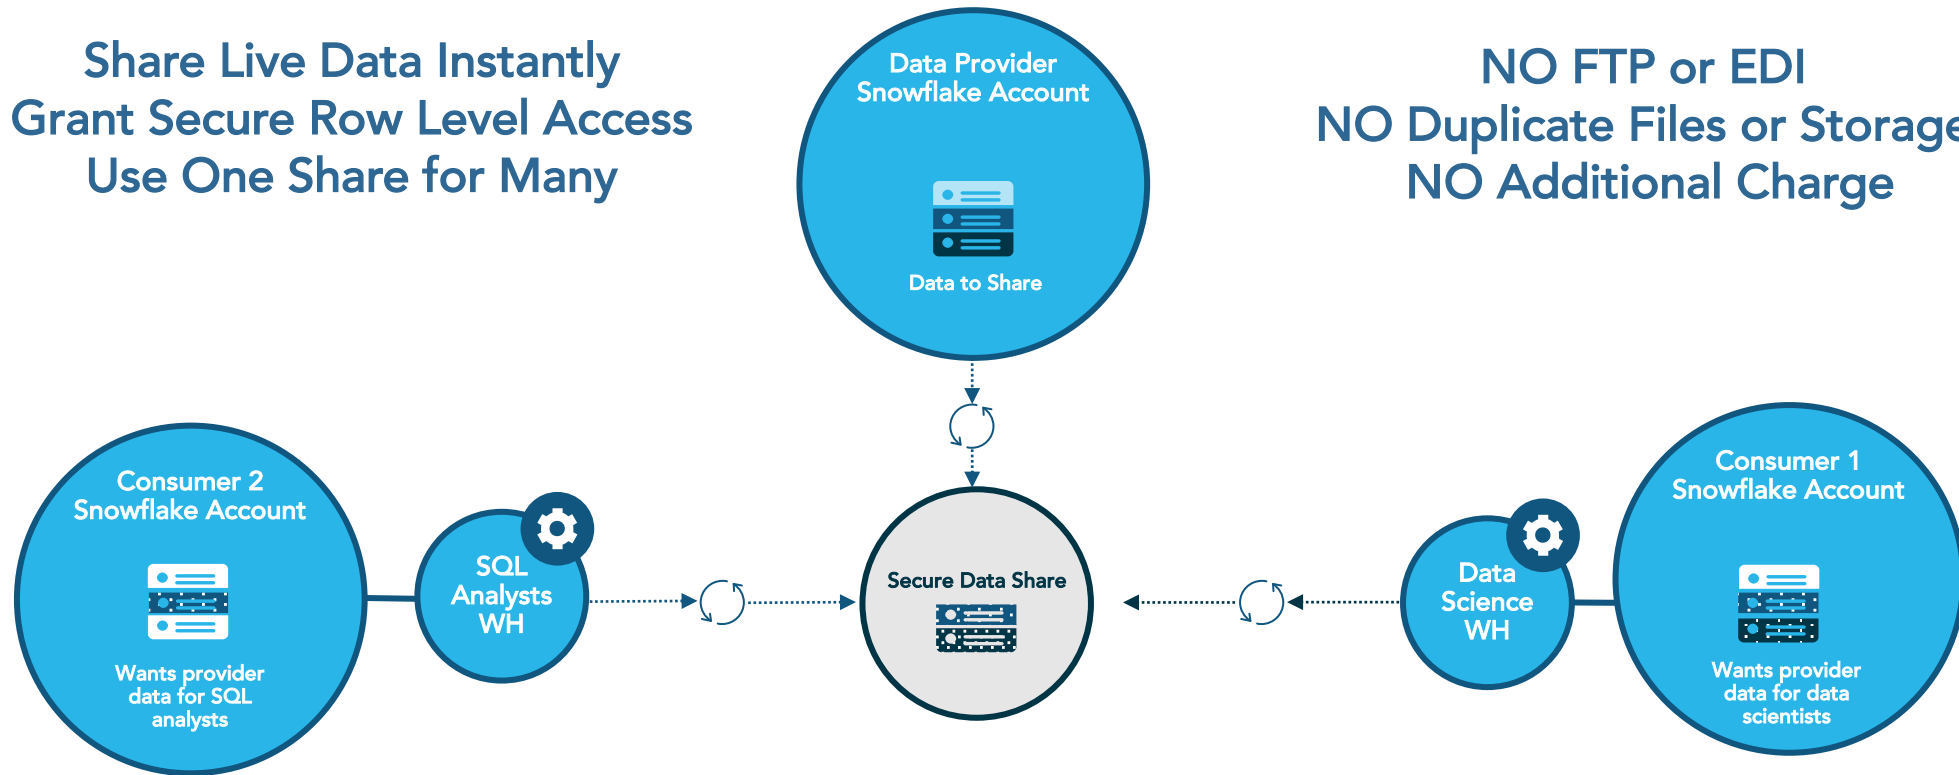 Share Live Data Instantly
Grant Secure Row Level Access
Use One Share for Many
Data Provider
Snowflake Account
Data to Share
NO FTP or EDI
NO Duplicate Files or Storage
NO Additional Charge
Consumer 2
Snowflake Account
Wants provider
data for SQL
analysts
SQL
Analysts
WH
Secure Data Share
Data
Science
WH
Consumer 1
Snowflake Account
Wants provider
data for data
scientists